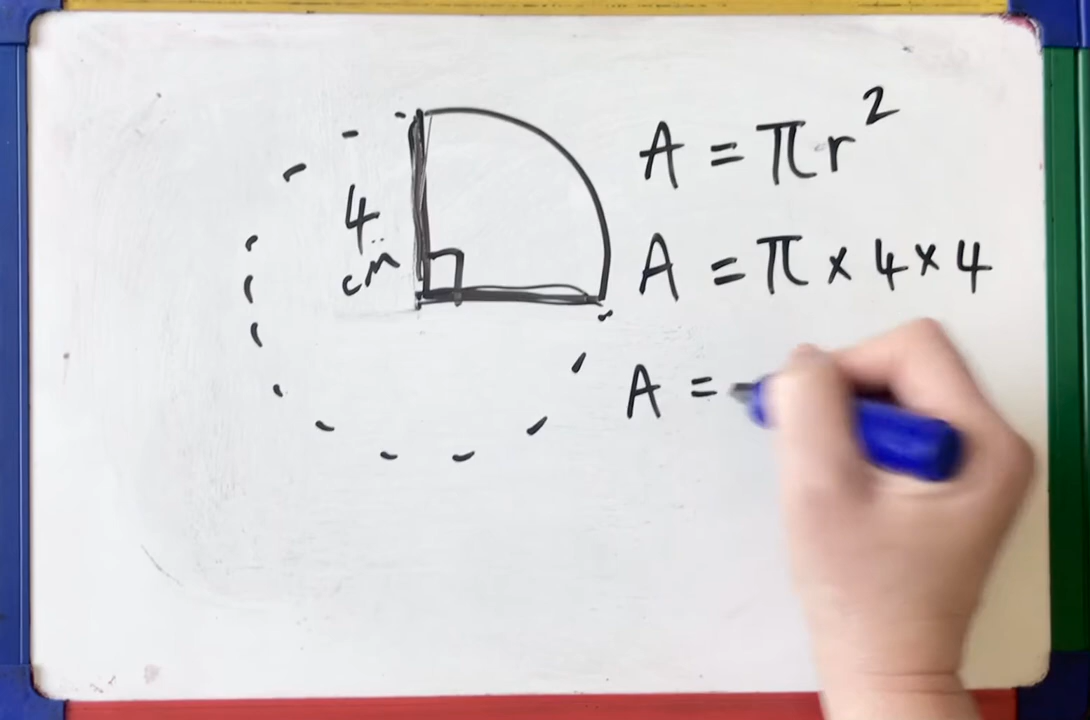 4
cm
A = πr²
A = π × 4 × 4
A =